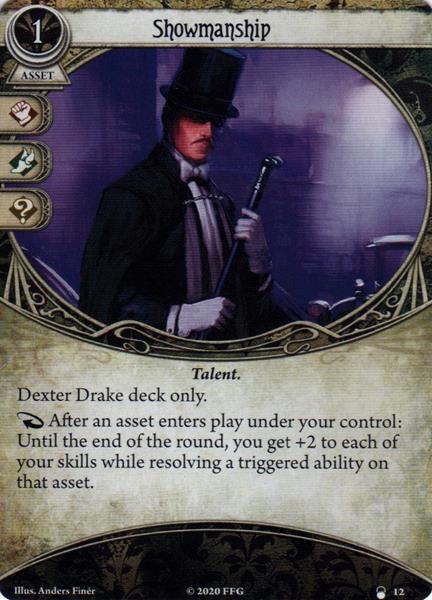 1
Showmanship
ASSET
?
Talent.
Dexter Drake deck only.
After an asset enters play under your control:
Until the end of the round, you get +2 to each of
your skills while resolving a triggered ability on
that asset.
Illus. Anders Finér
© 2020 FFG
12